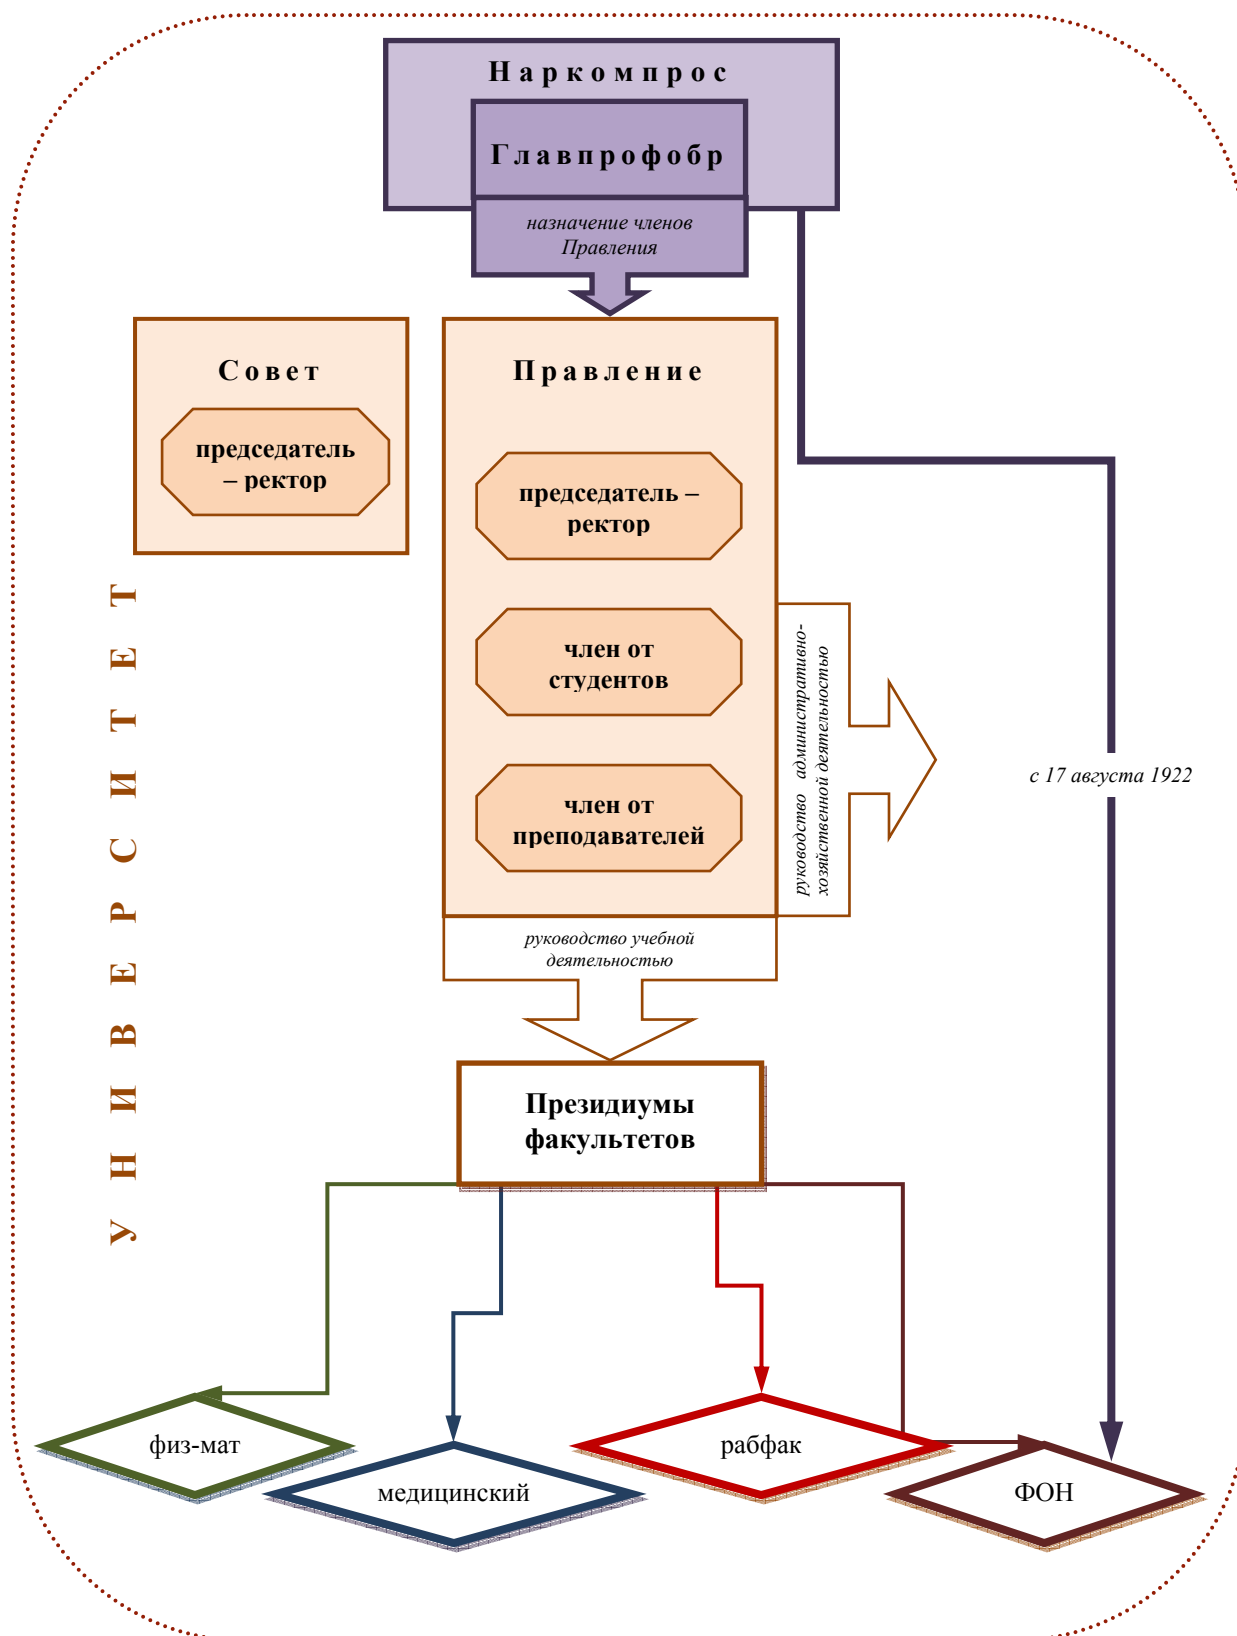 Наркомпрос
Главпрофобр
назначение членов
Правления
Совет
председатель
– ректор
Правление
председатель –
ректор
член от
студентов
член от
преподавателей
руководство административно-
хозяйственной деятельностью
с 17 августа 1922
УНИВЕРСИТЕТ
руководство учебной
деятельностью
Президиумы
факультетов
физ-мат
медицинский
рабфак
ФОН